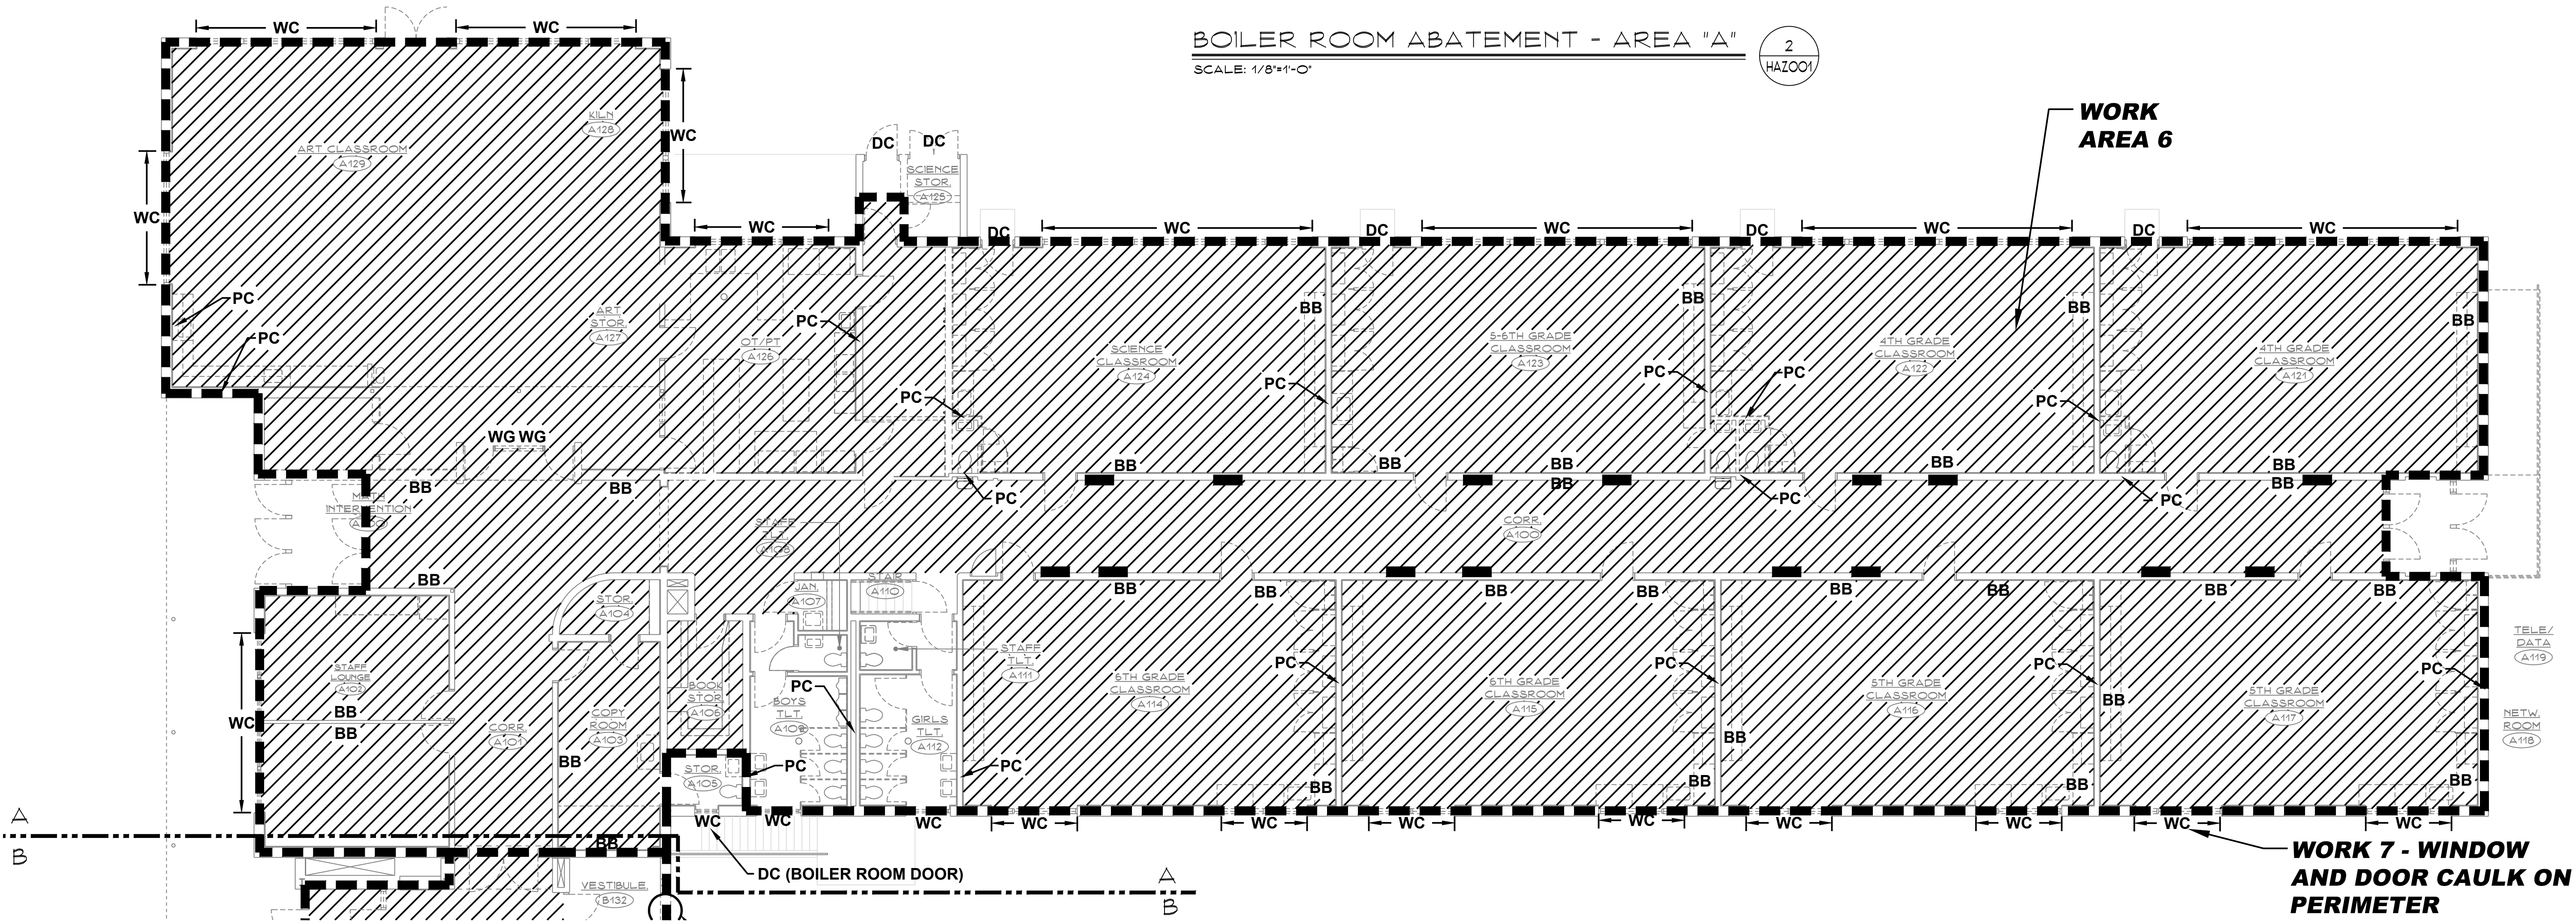 WC
WC
BOILER ROOM ABATEMENT - AREA "A"
2
HAZ001
SCALE: 1/8"=1'-0"
WORK
AREA 6
KILN
A128
WC
ART CLASSROOM
A129
DC
DC
SCIENCE
STOR.
A125
WC
WC
DC
WC
DC
WC
DC
WC
DC
WC
PC
PC
ART
STOR.
A127
PC
OT/PT
A126
BB
SCIENCE
CLASSROOM
A124
BB
5-6TH GRADE
CLASSROOM
A123
BB
4TH GRADE
CLASSROOM
A122
BB
4TH GRADE
CLASSROOM
A121
PC
PC
PC
PC
PC
WG WG
BB
BB
BB
BB
BB
BB
BB
BB
BB
MATH
INTERVENTION
PC
PC
PC
STAFF
TLT.
A108
CORR.
A100
BB
STOR.
A104
JAN.
A107
STAIR
A110
BB
BB
BB
BB
BB
BB
BB
BB
STAFF
LOUNGE
A102
BB
BB
WC
CORR.
A101
COPY
ROOM
A103
BB
BOOK
STOR.
A106
STOR.
A105
BOYS
TLT.
A109
PC
PC
GIRLS
TLT.
A112
STAFF
TLT.
A111
PC
6TH GRADE
CLASSROOM
A114
PC
BB
6TH GRADE
CLASSROOM
A115
PC
BB
BB
5TH GRADE
CLASSROOM
A116
PC
BB
BB
5TH GRADE
CLASSROOM
A117
PC
TELE/
DATA
A119
NETW.
ROOM
A118
A
B
BB
WC
WC
WC
WC
WC
WC
WC
WC
WC
WC
WC
DC (BOILER ROOM DOOR)
A
B
VESTIBULE
B132
WORK 7 - WINDOW
AND DOOR CAULK ON
PERIMETER